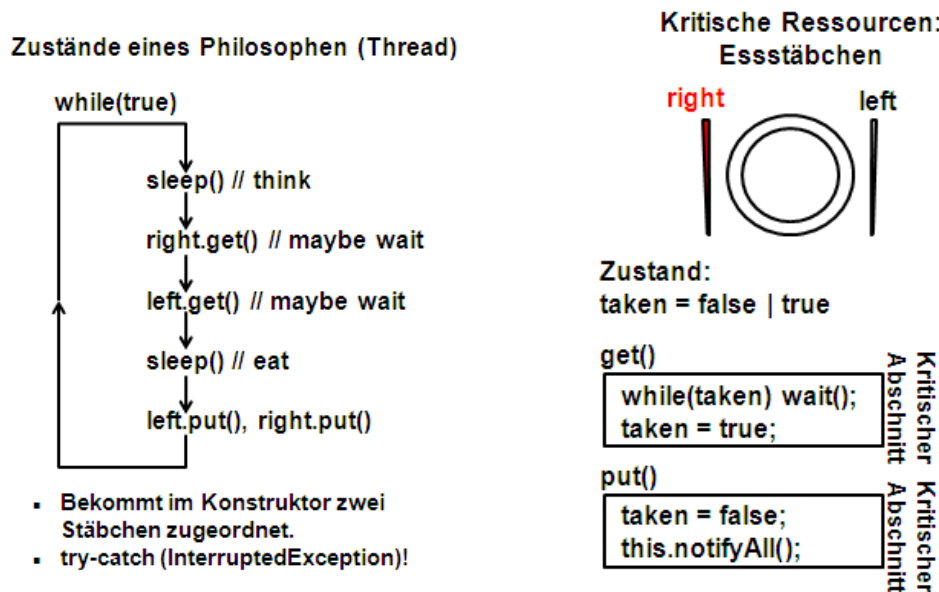 Zustände eines Philosophen (Thread)
while(true)
sleep() // think
right.get() // maybe wait
left.get() // maybe wait
sleep() // eat
left.put(), right.put()
▪ Bekommt im Konstruktor zwei
Stäbchen zugeordnet.
▪ try-catch (InterruptedException)!
Kritische Ressourcen:
Essstäbchen
right
left
Zustand:
taken = false | true
get()
while(taken) wait();
taken = true;
Kritischer
Abschnitt
put()
taken = false;
this.notifyAll();
Kritischer
Abschnitt